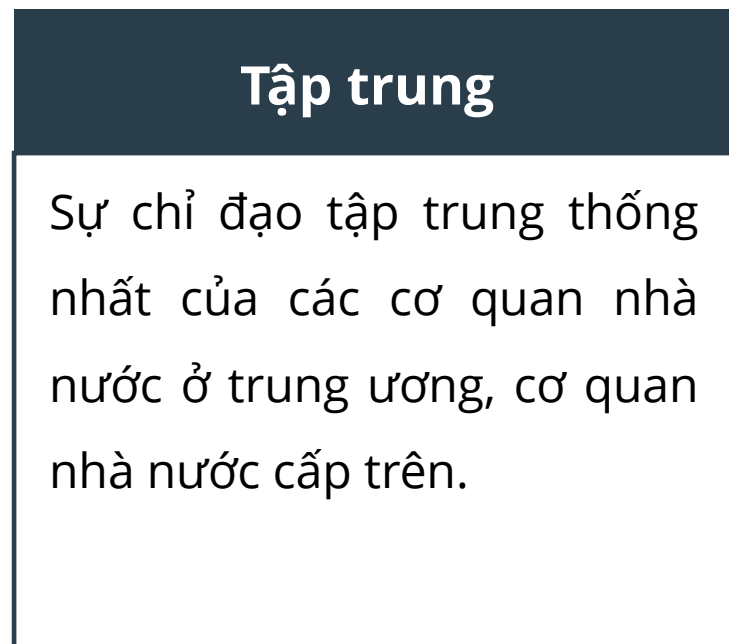 Tập trung
Sự chỉ đạo tập trung thống
nhất của các cơ quan nhà
nước ở trung ương, cơ quan
nhà nước cấp trên.